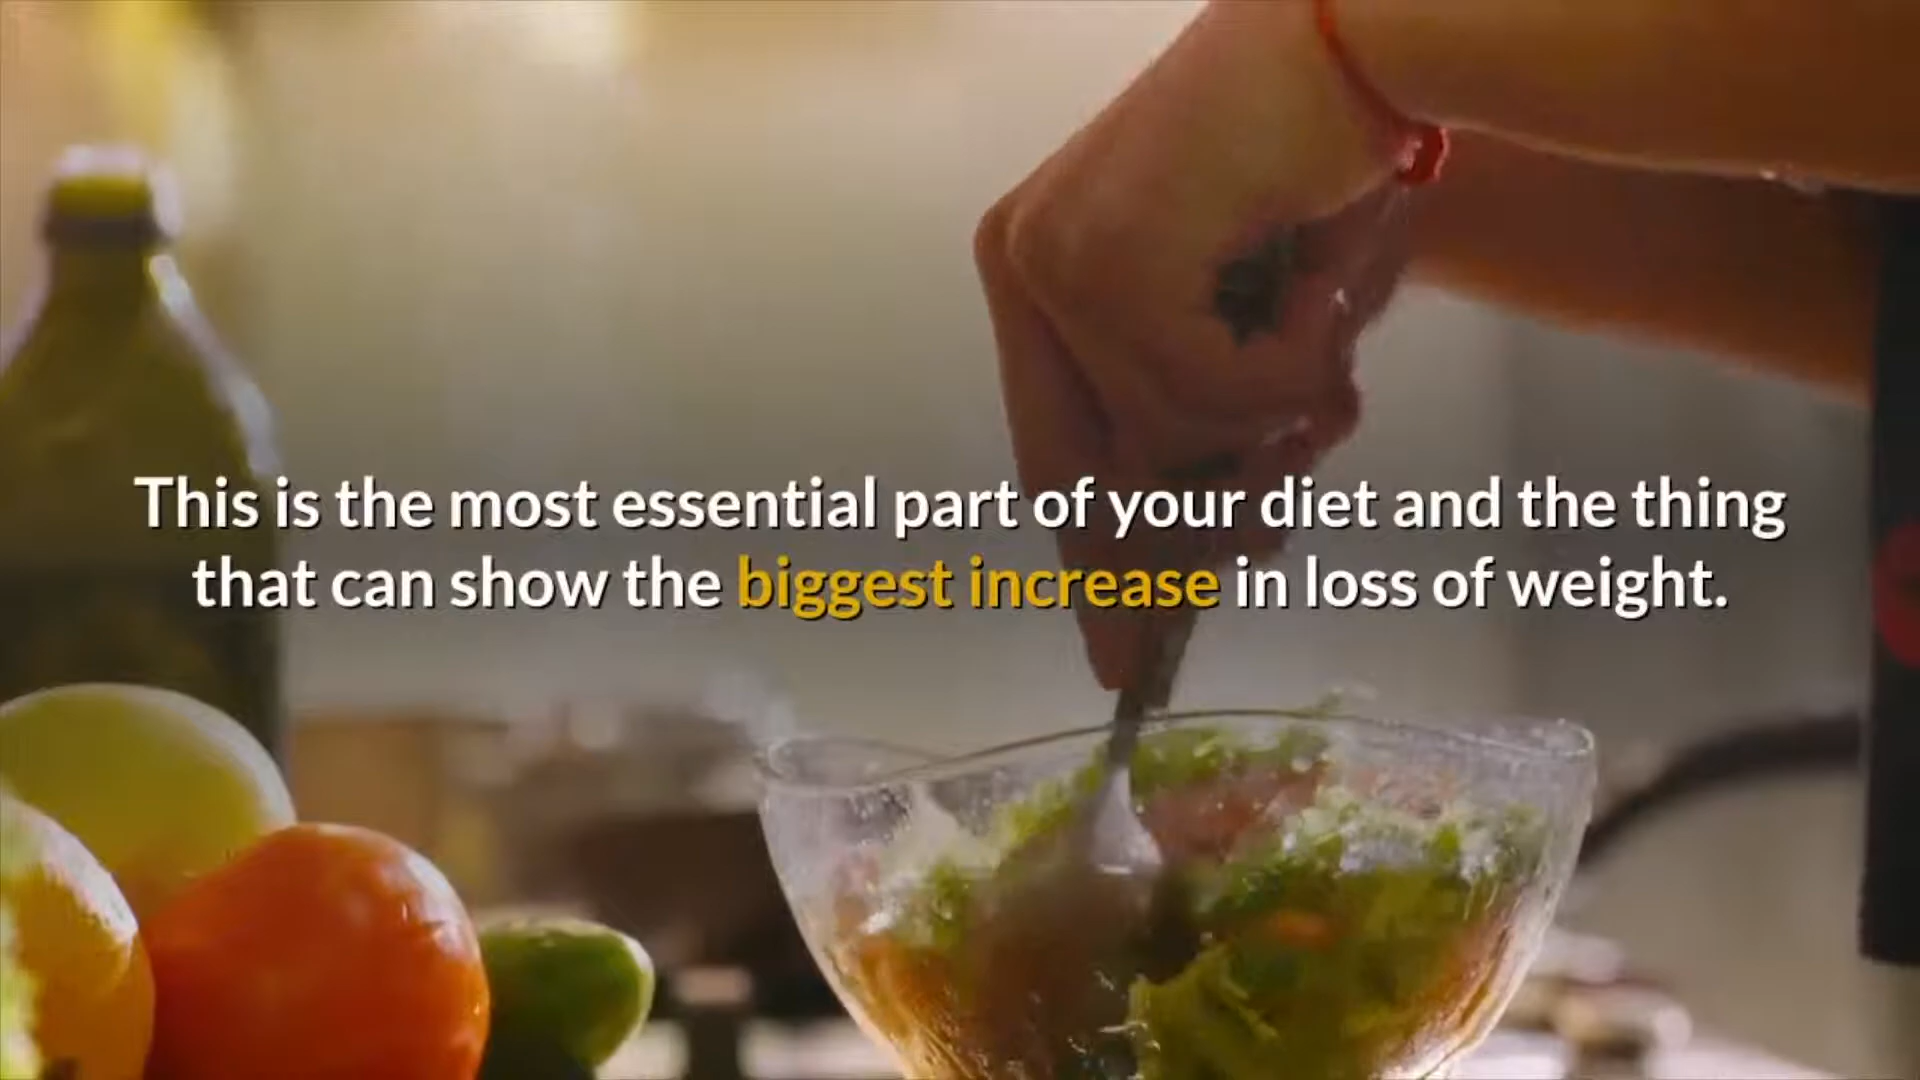 This is the most essential part of your diet and the thing
that can show the biggest increase in loss of weight.